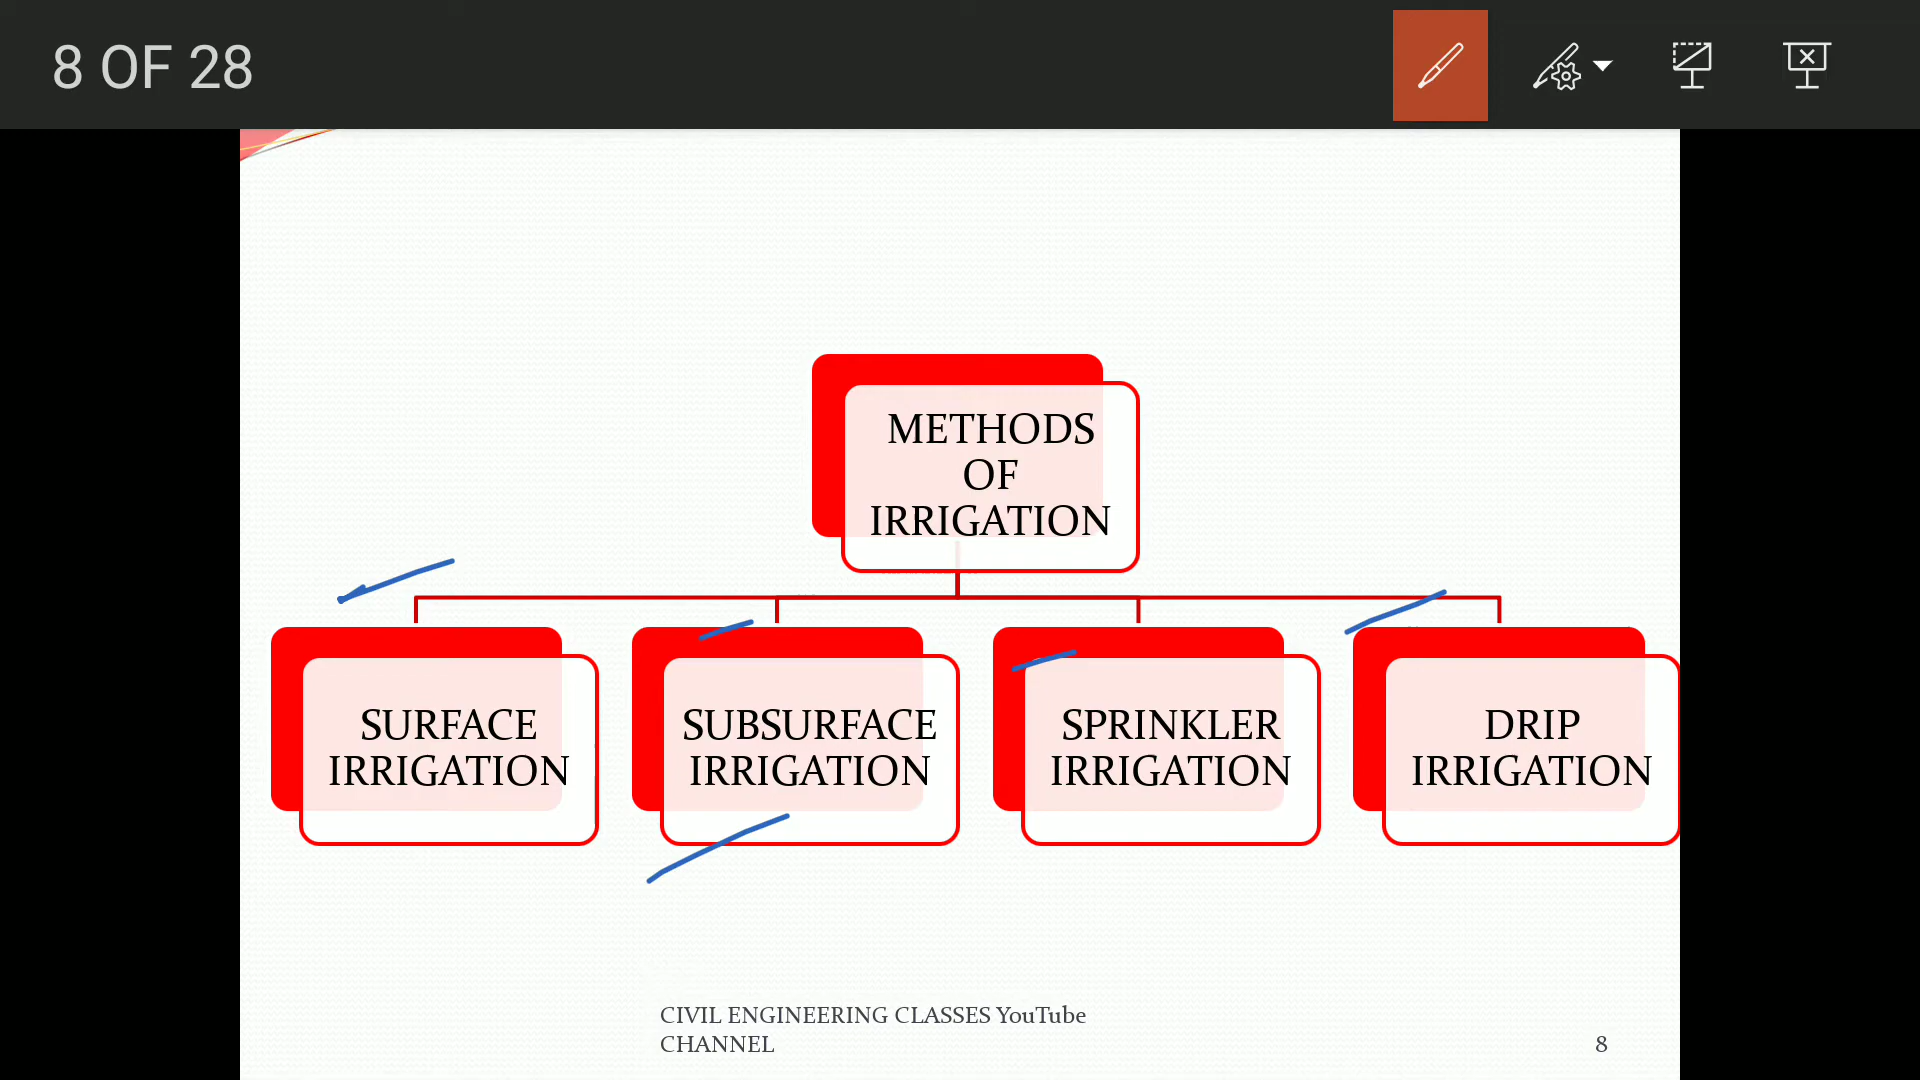 8 OF 28
METHODS
OF
IRRIGATION
SURFACE
IRRIGATION
SUBSURFACE
IRRIGATION
SPRINKLER
IRRIGATION
DRIP
IRRIGATION
CIVIL ENGINEERING CLASSES YouTube
CHANNEL
8